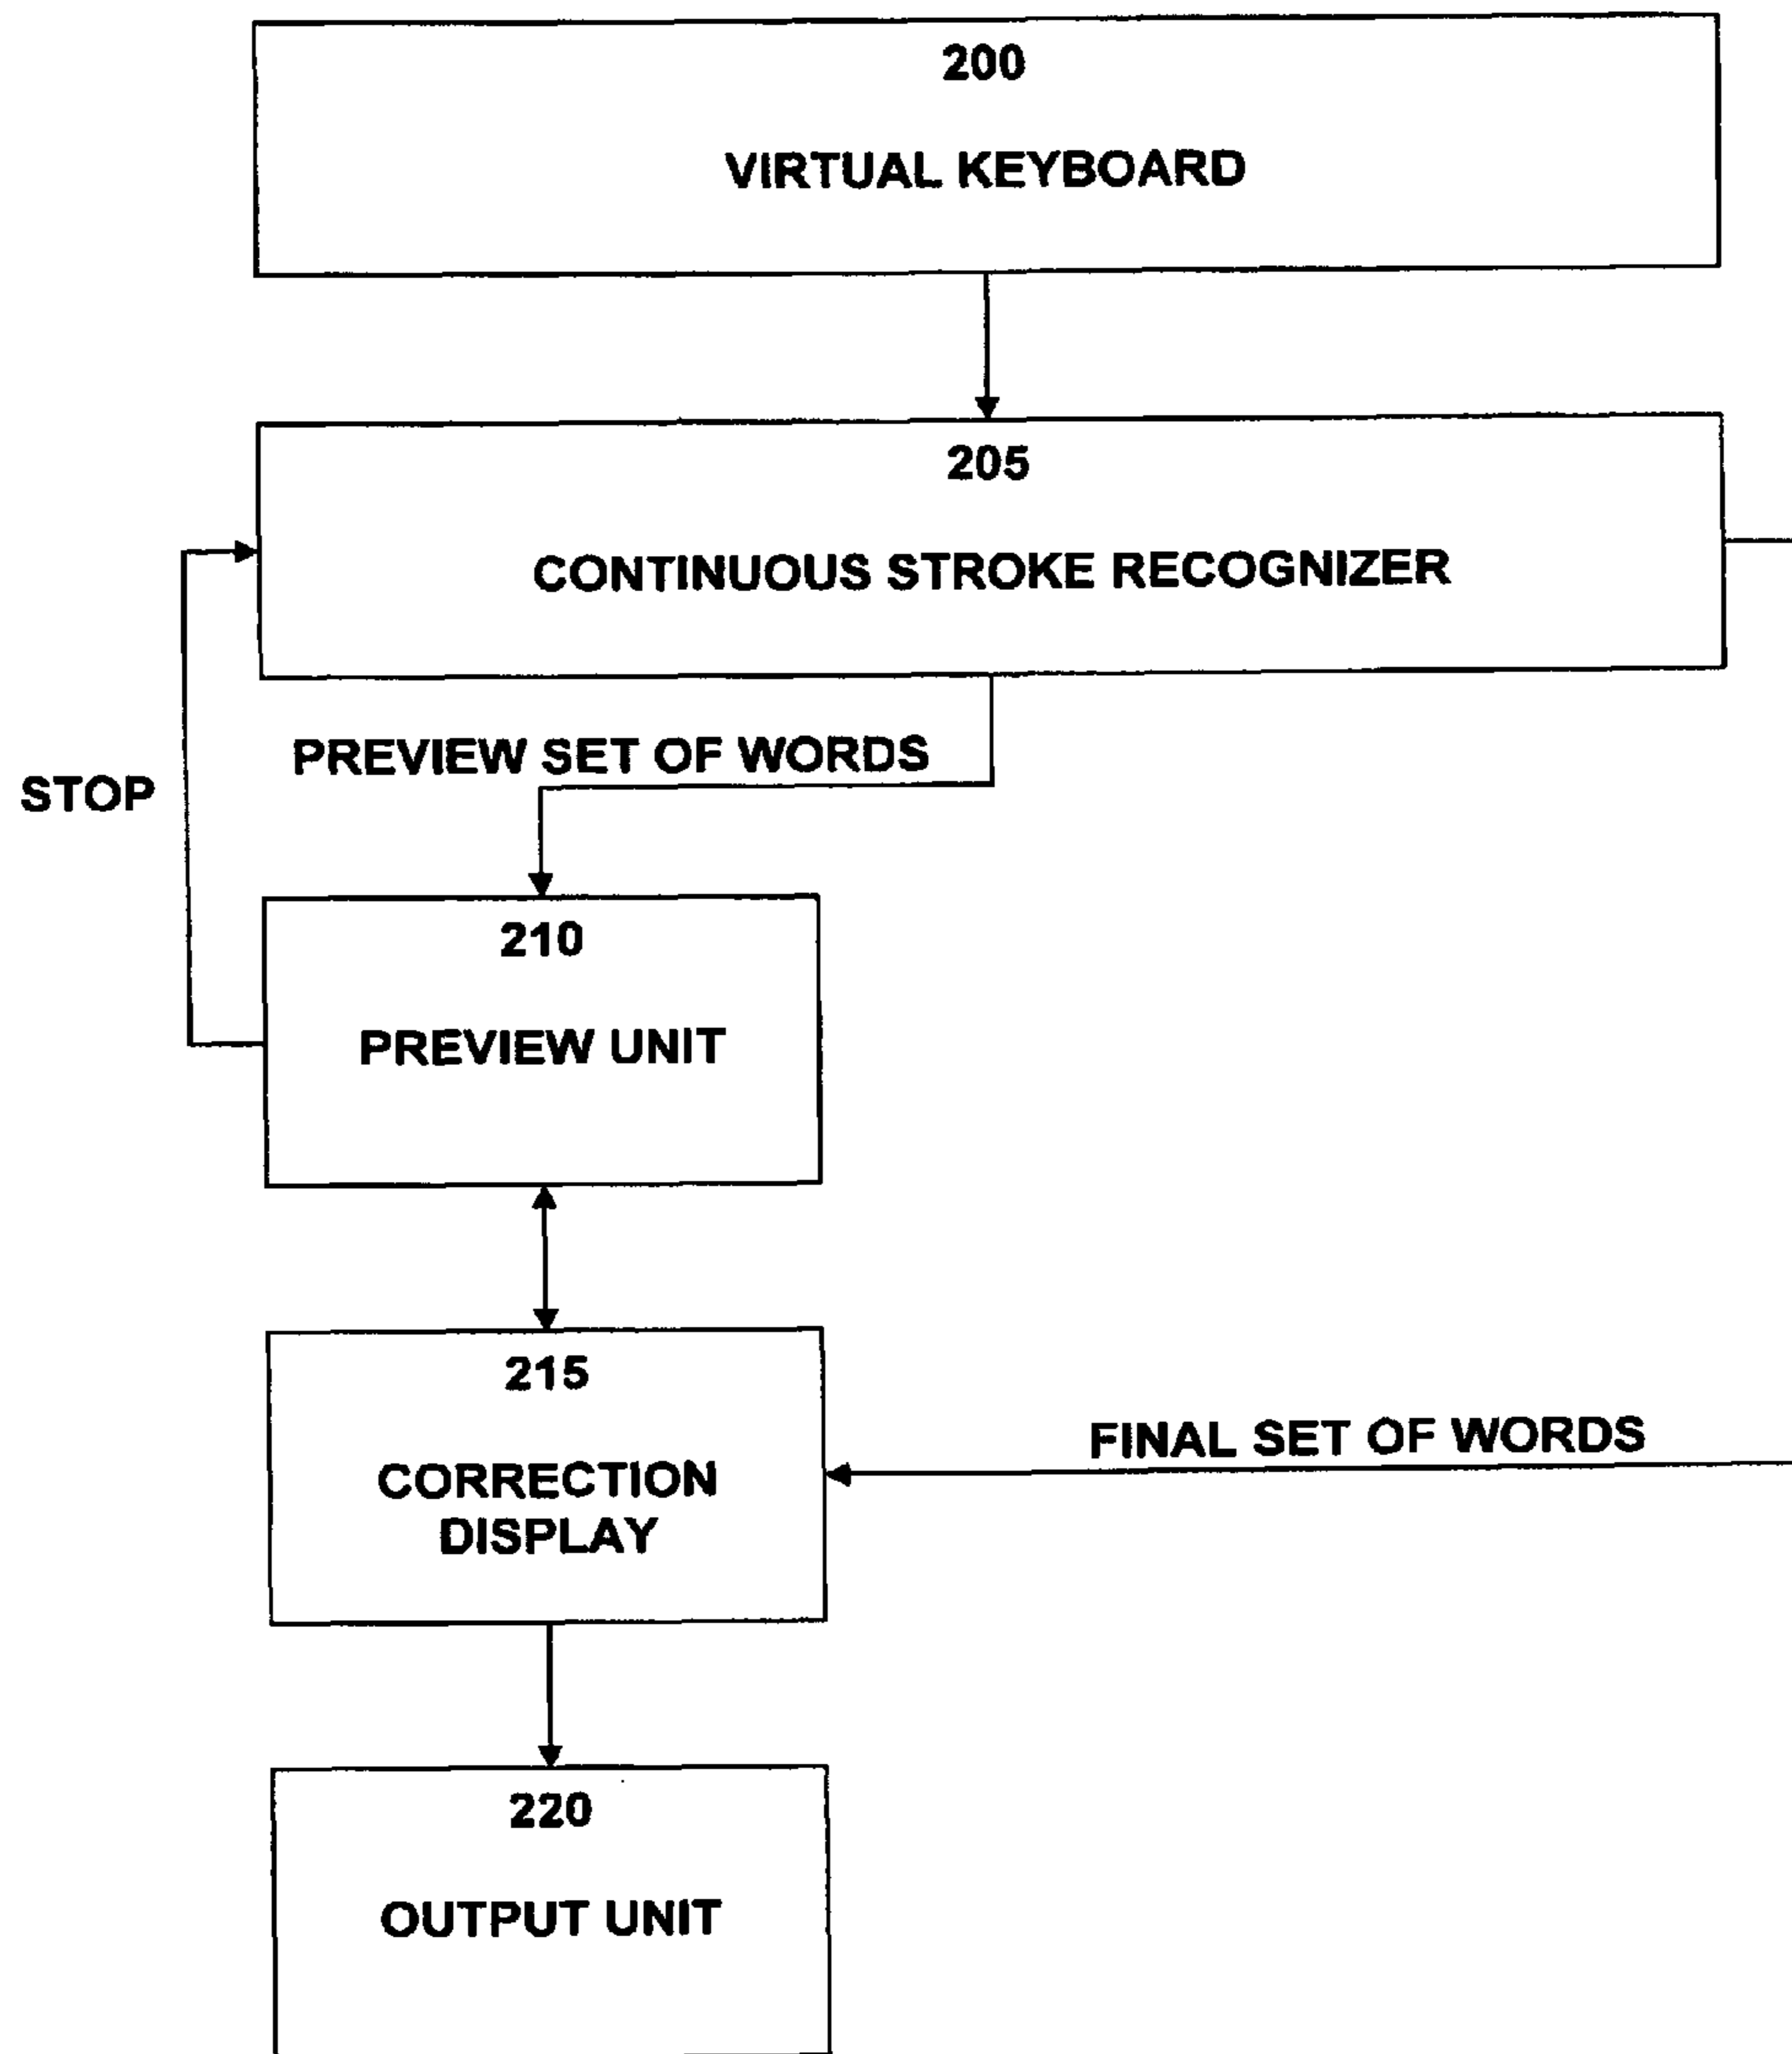 200
VIRTUAL KEYBOARD
205
CONTINUOUS STROKE RECOGNIZER
PREVIEW SET OF WORDS
STOP
210
PREVIEW UNIT
215
CORRECTION
DISPLAY
FINAL SET OF WORDS
220
OUTPUT UNIT